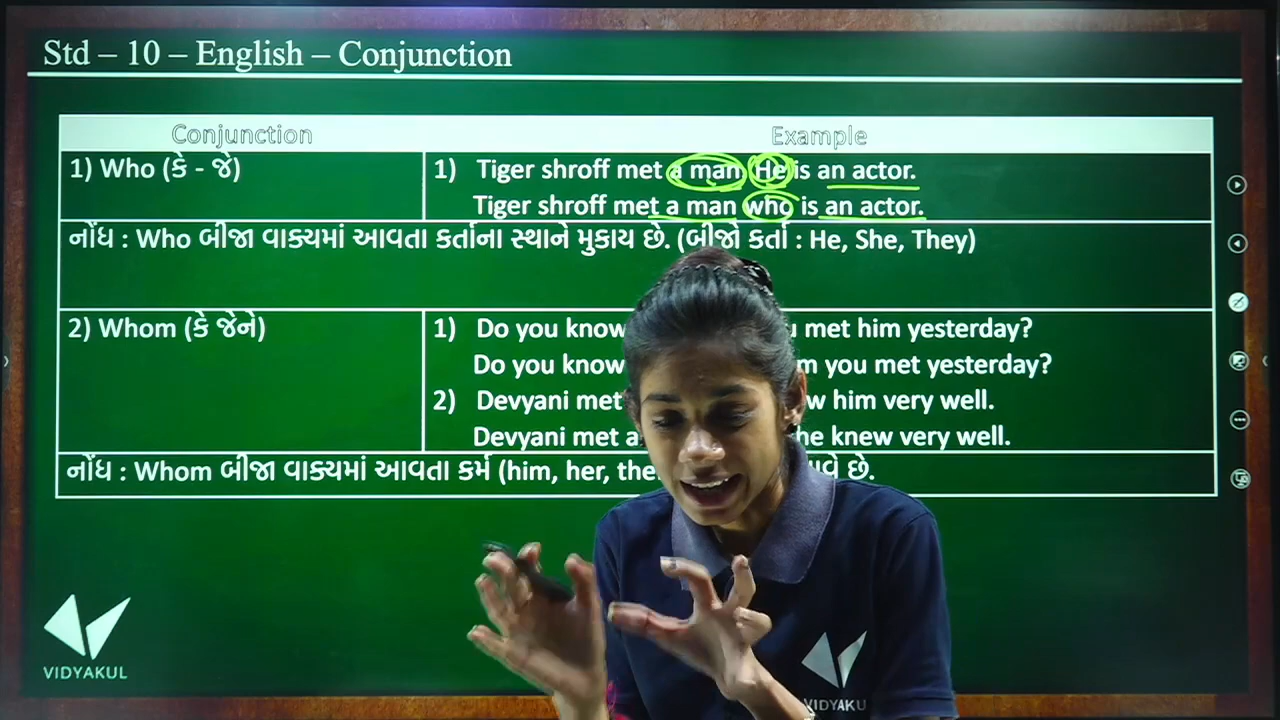 Std – 10 – English – Conjunction
Conjunction Example
1) Who (કે - જે) 1) Tiger shroff met a man. He is an actor.
Tiger shroff met a man who is an actor.
નોંધ : Who બીજા વાક્યમાં આવતા કર્તાના સ્થાને મુકાય છે. (બીજો કર્તા : He, She, They)
2) Whom (કે જેને) 1) Do you know met him yesterday?
Do you know you met yesterday?
2) Devyani met him very well.
Devyani met knew very well.
નોંધ : Whom બીજા વાક્યમાં આવતા કર્મ (him, her, છે.
VIDYAKUL
VIDYAKU